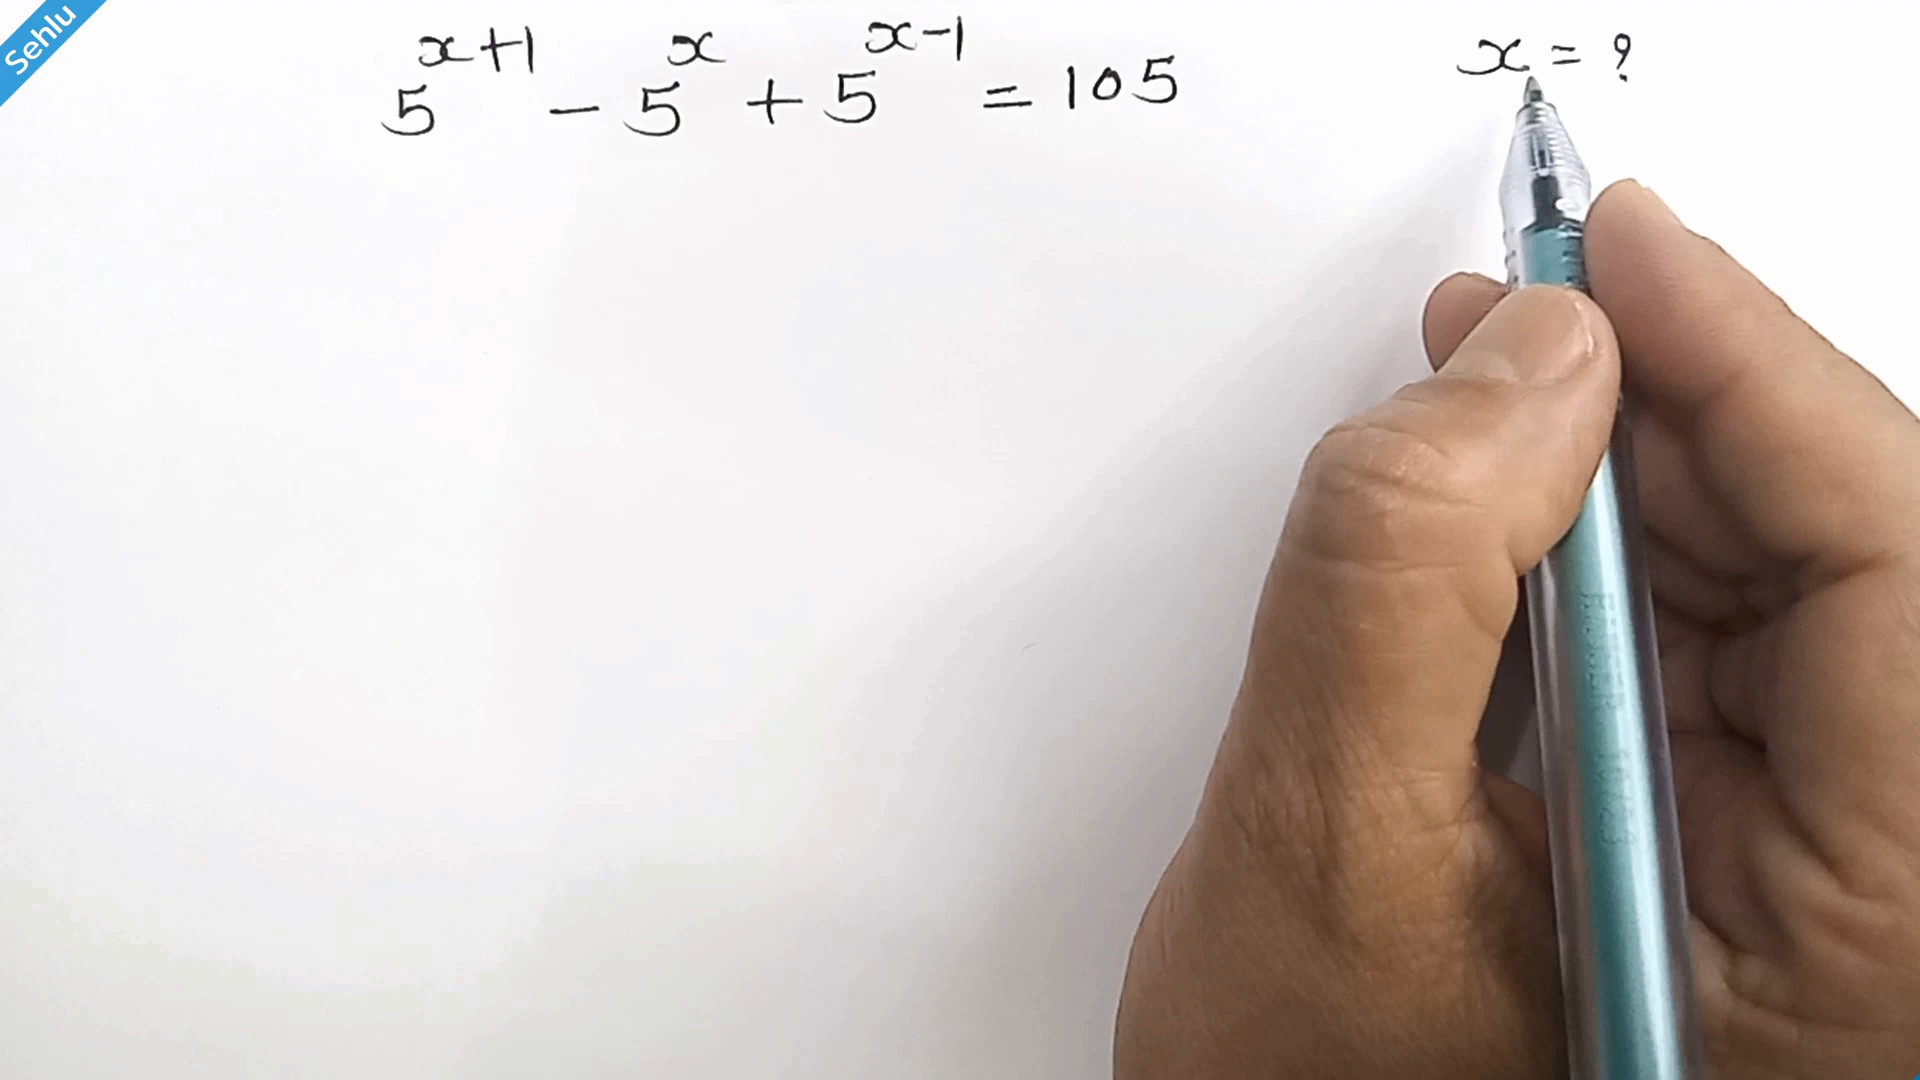 Sehlu
5^{x+1} - 5^{x} + 5^{x-1} = 105
x = ?